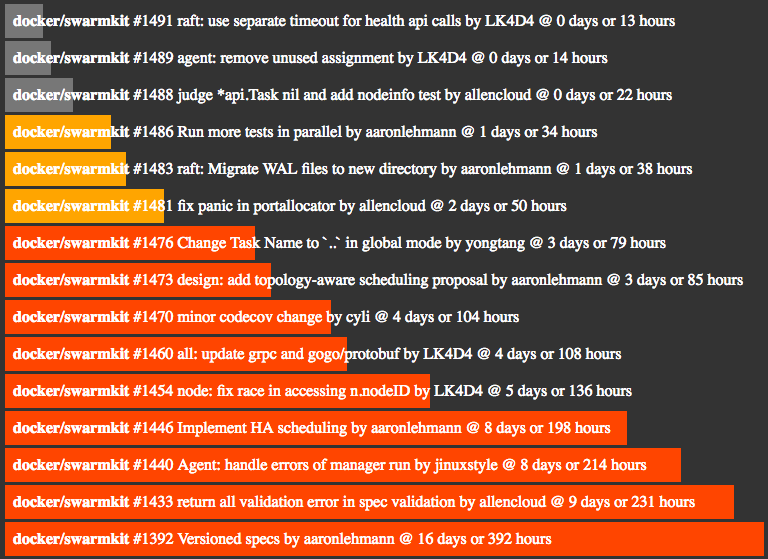 docker/swarmkit #1491 raft: use separate timeout for health api calls by LK4D4 @ 0 days or 13 hours
docker/swarmkit #1489 agent: remove unused assignment by LK4D4 @ 0 days or 14 hours
docker/swarmkit #1488 judge *api.Task nil and add nodeinfo test by allencloud @ 0 days or 22 hours
docker/swarmkit #1486 Run more tests in parallel by aaronlehmann @ 1 days or 34 hours
docker/swarmkit #1483 raft: Migrate WAL files to new directory by aaronlehmann @ 1 days or 38 hours
docker/swarmkit #1481 fix panic in portallocator by allencloud @ 2 days or 50 hours
docker/swarmkit #1476 Change Task Name to `..` in global mode by yongtang @ 3 days or 79 hours
docker/swarmkit #1473 design: add topology-aware scheduling proposal by aaronlehmann @ 3 days or 85 hours
docker/swarmkit #1470 minor codecov change by cyli @ 4 days or 104 hours
docker/swarmkit #1460 all: update grpc and gogo/protobuf by LK4D4 @ 4 days or 108 hours
docker/swarmkit #1454 node: fix race in accessing n.nodeID by LK4D4 @ 5 days or 136 hours
docker/swarmkit #1446 Implement HA scheduling by aaronlehmann @ 8 days or 198 hours
docker/swarmkit #1440 Agent: handle errors of manager run by jinuxstyle @ 8 days or 214 hours
docker/swarmkit #1433 return all validation error in spec validation by allencloud @ 9 days or 231 hours
docker/swarmkit #1392 Versioned specs by aaronlehmann @ 16 days or 392 hours